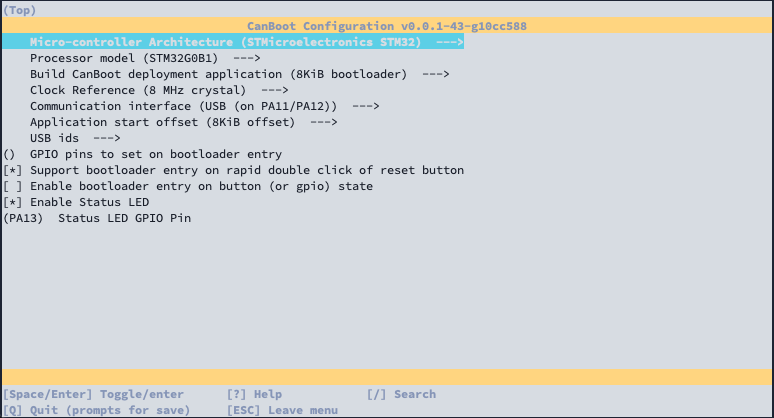 (Top)
CanBoot Configuration v0.0.1-43-g10cc588
Micro-controller Architecture (STMicroelectronics STM32)  --->
Processor model (STM32G0B1)  --->
Build CanBoot deployment application (8KiB bootloader)  --->
Clock Reference (8 MHz crystal)  --->
Communication interface (USB (on PA11/PA12))  --->
Application start offset (8KiB offset)  --->
USB ids  --->
()  GPIO pins to set on bootloader entry
[*] Support bootloader entry on rapid double click of reset button
[ ] Enable bootloader entry on button (or gpio) state
[*] Enable Status LED
(PA13)  Status LED GPIO Pin
[Space/Enter] Toggle/enter      [?] Help            [/] Search
[Q] Quit (prompts for save)     [ESC] Leave menu